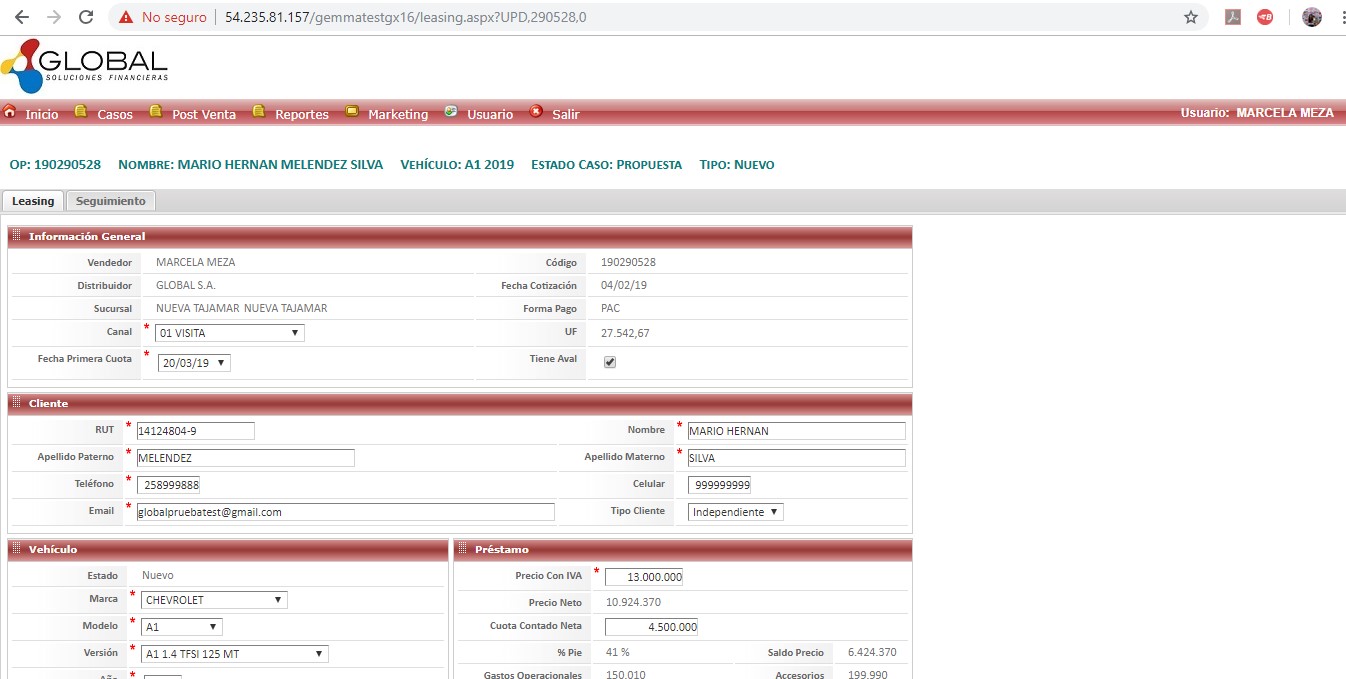 No seguro 54.235.81.157/gemmatestgx16/leasing.aspx?UPD,290528,0
GLOBAL
SOLUCIONES FINANCIERAS
Inicio Casos Post Venta Reportes Marketing Usuario Salir Usuario: MARCELA MEZA
OP: 190290528 NOMBRE: MARIO HERNAN MELENDEZ SILVA VEHÍCULO: A1 2019 ESTADO CASO: PROPUESTA TIPO: NUEVO
Leasing Seguimiento
Información General
Vendedor MARCELA MEZA Código 190290528
Distribuidor GLOBAL S.A. Fecha Cotización 04/02/19
Sucursal NUEVA TAJAMAR NUEVA TAJAMAR Forma Pago PAC
Canal * 01 VISITA UF 27.542,67
Fecha Primera Cuota * 20/03/19 Tiene Aval
Cliente
RUT * 14124804-9 Nombre * MARIO HERNAN
Apellido Paterno * MELENDEZ Apellido Materno * SILVA
Teléfono * 258999888 Celular 999999999
Email * globalpruebatest@gmail.com Tipo Cliente Independiente
Vehículo Préstamo
Estado Nuevo Precio Con IVA * 13.000.000
Marca * CHEVROLET Precio Neto 10.924.370
Modelo * A1 Cuota Contado Neta 4.500.000
Versión * A1 1.4 TFSI 125 MT % Pie 41 % Saldo Precio 6.424.370
Año * Gastos Operacionales 150.010 Accesorios 199.990